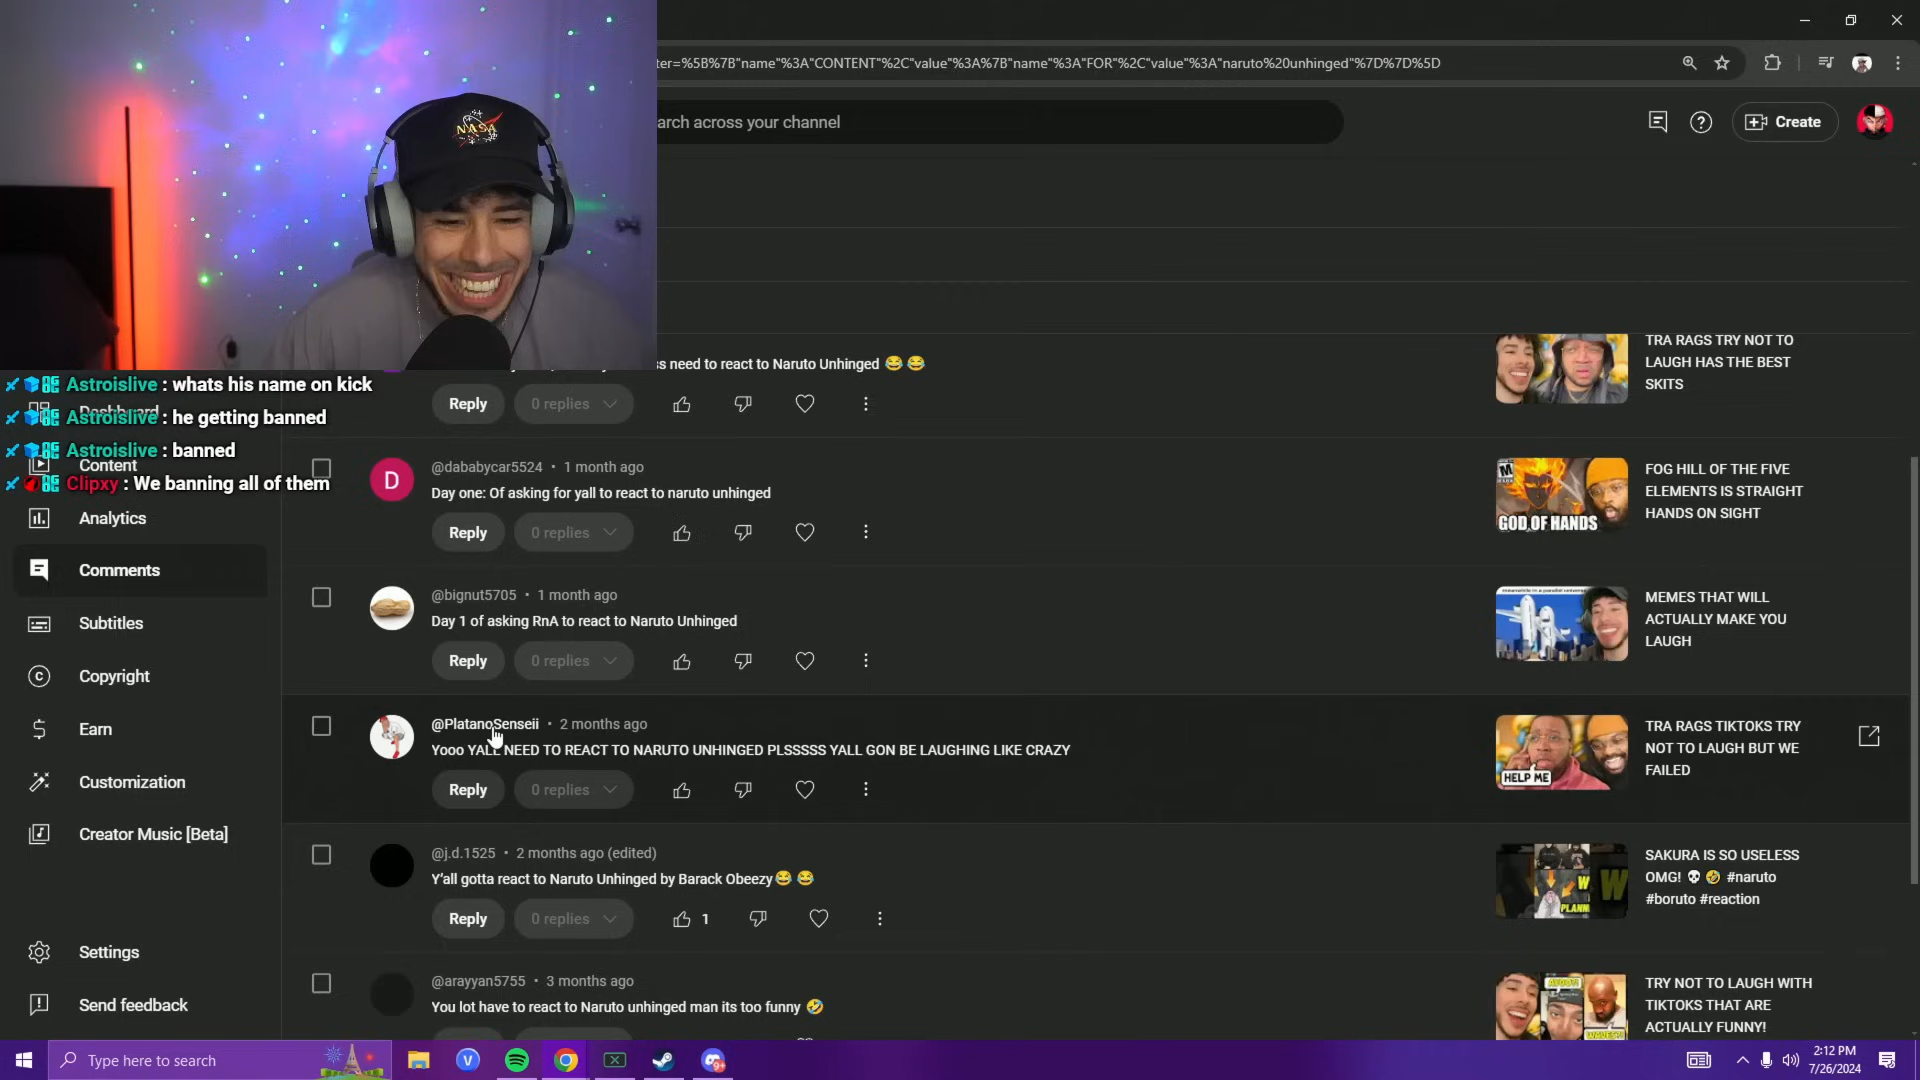 ter=%5B%7B"name"%3A"CONTENT"%2C"value"%3A%7B"name"%3A"FOR"%2C"value"%3A"naruto%20unhinged"%7D%7D%5D
arch across your channel
Create
NASA
Astroislive : whats his name on kick
Astroislive : he getting banned
Astroislive : banned
Clipxy : We banning all of them
Dashboard
Content
Analytics
Comments
Subtitles
Copyright
Earn
Customization
Creator Music [Beta]
Settings
Send feedback
ss need to react to Naruto Unhinged 😂 😂
Reply
0 replies
TRA RAGS TRY NOT TO
LAUGH HAS THE BEST
SKITS
D
@dababycar5524 • 1 month ago
Day one: Of asking for yall to react to naruto unhinged
Reply
0 replies
GOD OF HANDS
FOG HILL OF THE FIVE
ELEMENTS IS STRAIGHT
HANDS ON SIGHT
@bignut5705 • 1 month ago
Day 1 of asking RnA to react to Naruto Unhinged
Reply
0 replies
MEMES THAT WILL
ACTUALLY MAKE YOU
LAUGH
@PlatanoSenseii • 2 months ago
Yooo YALL NEED TO REACT TO NARUTO UNHINGED PLSSSSS YALL GON BE LAUGHING LIKE CRAZY
Reply
0 replies
HELP ME
TRA RAGS TIKTOKS TRY
NOT TO LAUGH BUT WE
FAILED
@j.d.1525 • 2 months ago (edited)
Y'all gotta react to Naruto Unhinged by Barack Obeezy😂 😂
Reply
0 replies
1
SAKURA IS SO USELESS
OMG! 💀 🤣 #naruto
#boruto #reaction
@arayyan5755 • 3 months ago
You lot have to react to Naruto unhinged man its too funny 🤣
TRY NOT TO LAUGH WITH
TIKTOKS THAT ARE
ACTUALLY FUNNY!
Type here to search
2:12 PM
7/26/2024